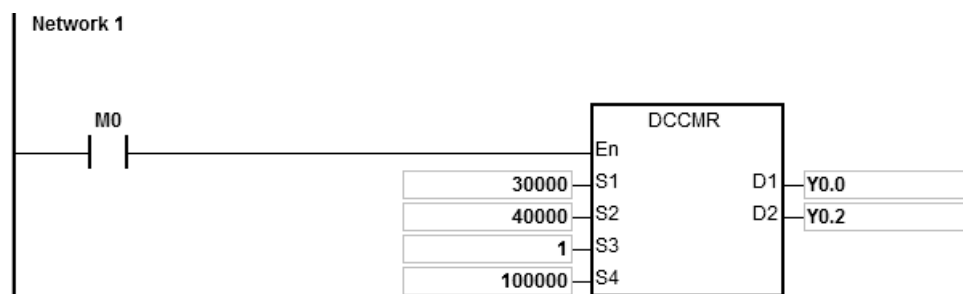 Network 1
M0
DCCMR
En
30000 S1 D1 Y0.0
40000 S2 D2 Y0.2
1 S3
100000 S4